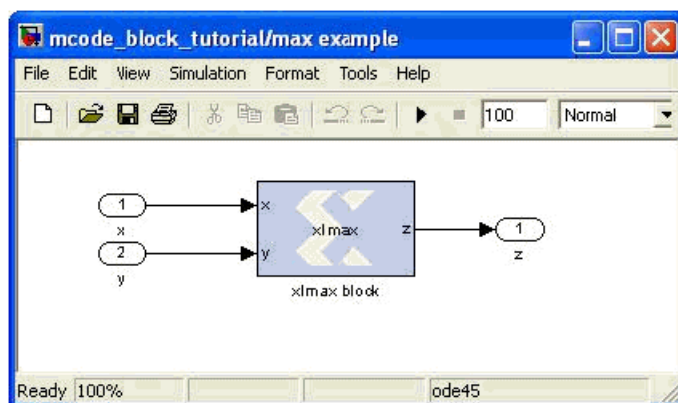 mcode_block_tutorial/max example
File Edit View Simulation Format Tools Help
100 Normal
1 x xlmax z 1
x z
2 y
y xlmax block
Ready 100% ode45